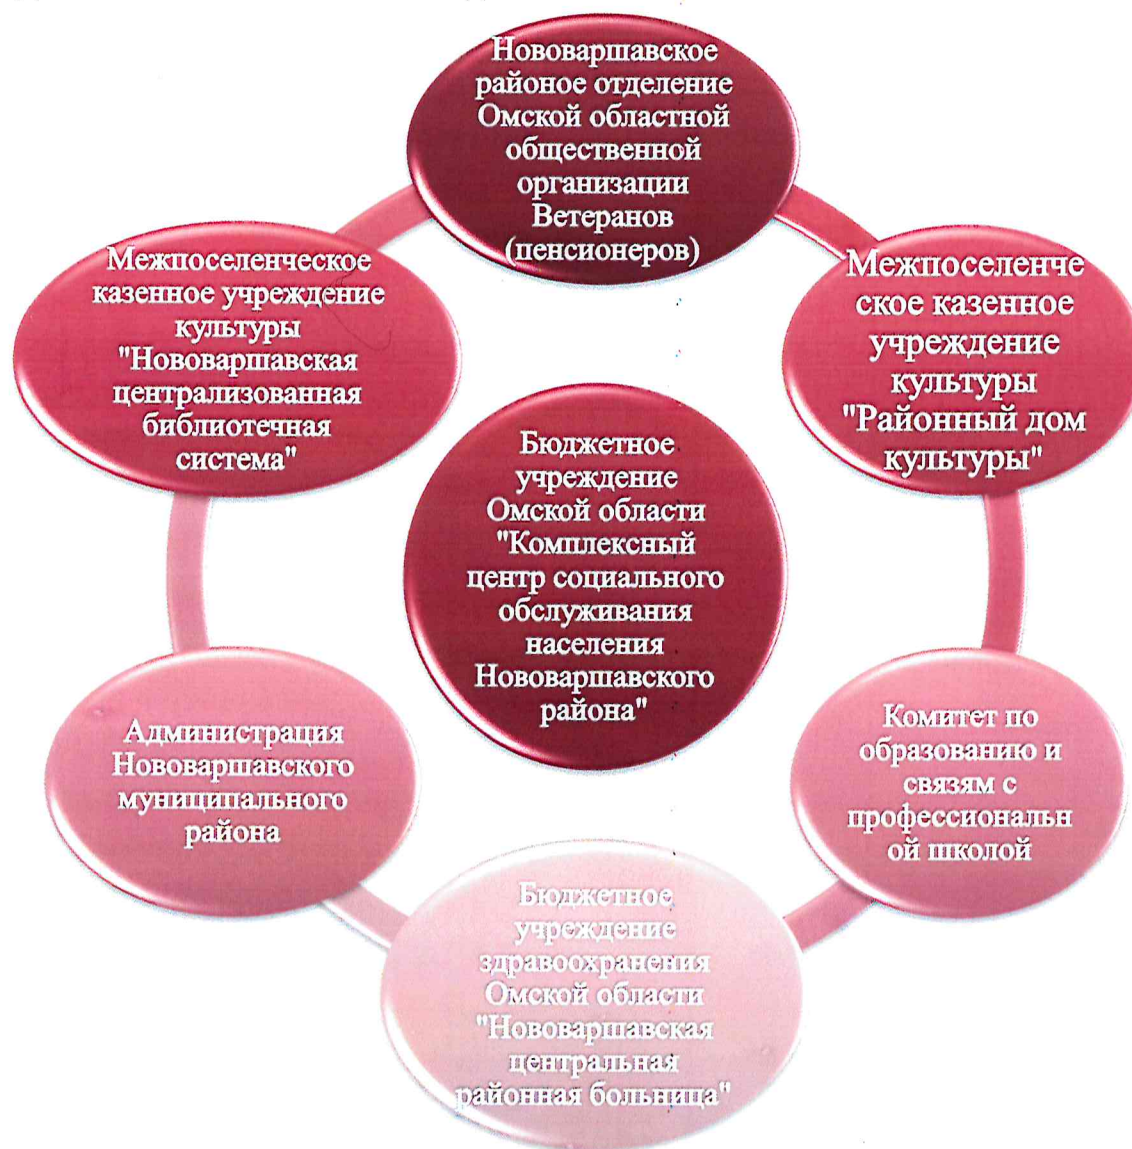 Нововаршавское
районое отделение
Омской областной
общественной
организации
Ветеранов
(пенсионеров)
Межпоселенческое
казенное учреждение
культуры
"Нововаршавская
централизованная
библиотечная
система"
Межпоселенче
ское казенное
учреждение
культуры
"Районный дом
культуры"
Бюджетное
учреждение
Омской области
"Комплексный
центр социального
обслуживания
населения
Нововаршавского
района"
Администрация
Нововаршавского
муниципального
района
Комитет по
образованию и
связям с
профессиональн
ой школой
Бюджетное
учреждение
здравоохранения
Омской области
"Нововаршавская
центральная
районная больница"